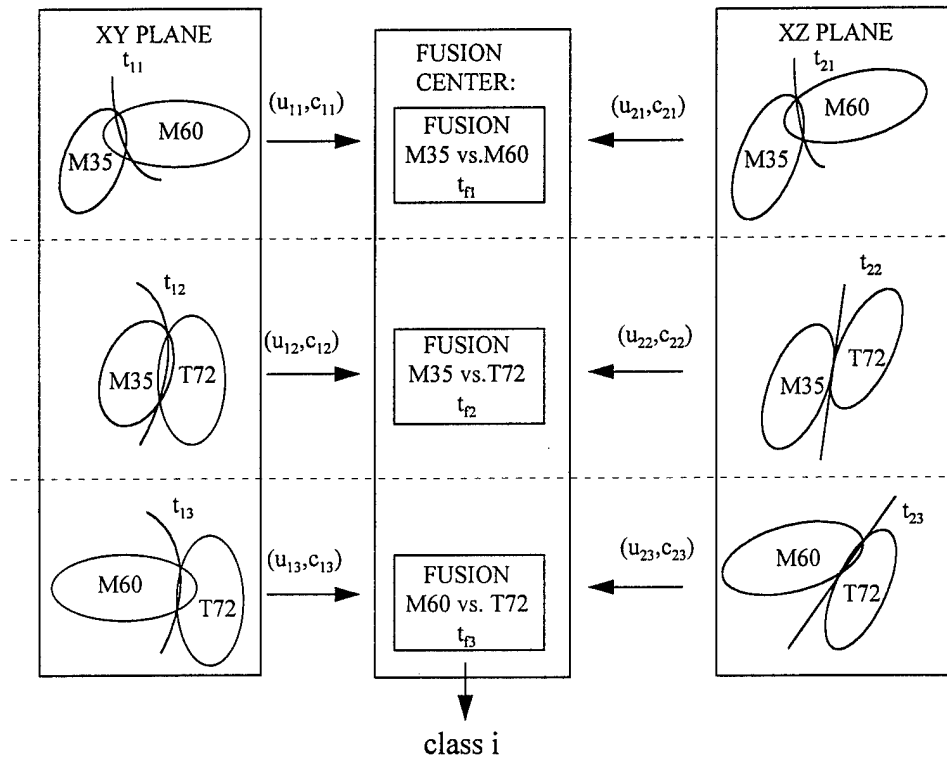 XY PLANE
t11
M35
M60
(u11,c11)
FUSION
CENTER:
FUSION
M35 vs.M60
tf1
(u21,c21)
XZ PLANE
t21
M35
M60
t12
M35
T72
(u12,c12)
FUSION
M35 vs.T72
tf2
(u22,c22)
t22
M35
T72
t13
M60
T72
(u13,c13)
FUSION
M60 vs. T72
tf3
(u23,c23)
t23
M60
T72
class i